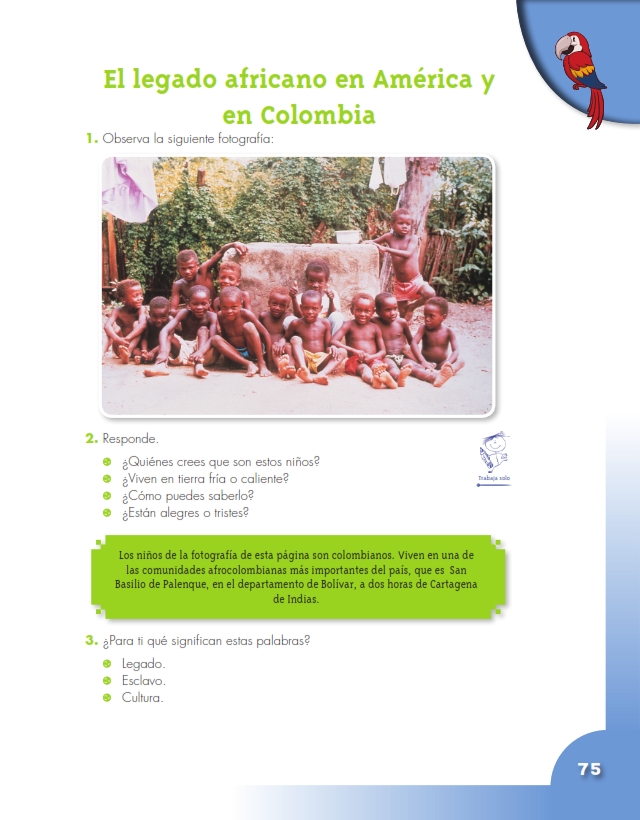 El legado africano en América y
en Colombia
1. Observa la siguiente fotografía:
2. Responde.
¿Quiénes crees que son estos niños?
¿Viven en tierra fría o caliente?
¿Cómo puedes saberlo?
¿Están alegres o tristes?
Trabaja solo
Los niños de la fotografía de esta página son colombianos. Viven en una de
las comunidades afrocolombianas más importantes del país, que es San
Basilio de Palenque, en el departamento de Bolívar, a dos horas de Cartagena
de Indias.
3. ¿Para ti qué significan estas palabras?
Legado.
Esclavo.
Cultura.
75